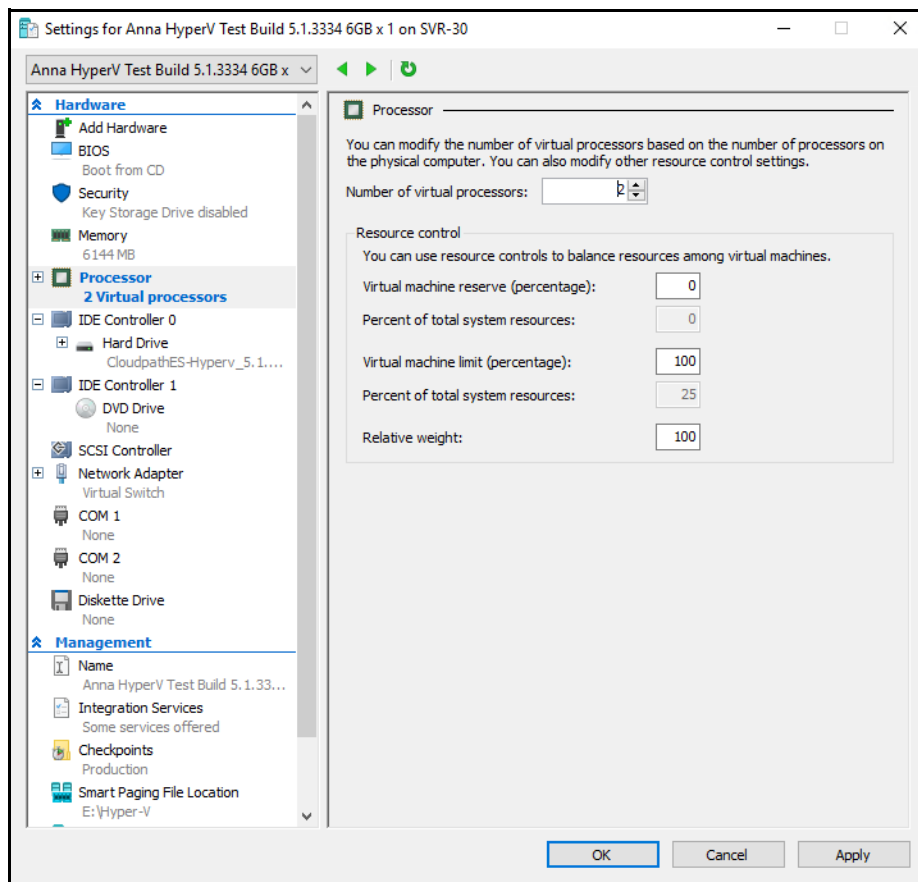 Settings for Anna HyperV Test Build 5.1.3334 6GB x 1 on SVR-30
Anna HyperV Test Build 5.1.3334 6GB x
Hardware
Add Hardware
BIOS
Boot from CD
Security
Key Storage Drive disabled
Memory
6144 MB
Processor
2 Virtual processors
IDE Controller 0
Hard Drive
CloudpathES-Hyperv_5.1....
IDE Controller 1
DVD Drive
None
SCSI Controller
Network Adapter
Virtual Switch
COM 1
None
COM 2
None
Diskette Drive
None
Management
Name
Anna HyperV Test Build 5.1.33...
Integration Services
Some services offered
Checkpoints
Production
Smart Paging File Location
E:\Hyper-V
Processor
You can modify the number of virtual processors based on the number of processors on
the physical computer. You can also modify other resource control settings.
Number of virtual processors: 2
Resource control
You can use resource controls to balance resources among virtual machines.
Virtual machine reserve (percentage): 0
Percent of total system resources: 0
Virtual machine limit (percentage): 100
Percent of total system resources: 25
Relative weight: 100
OK Cancel Apply